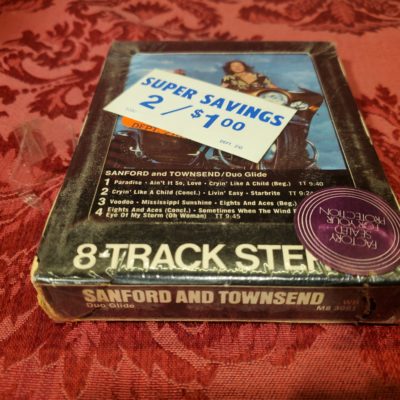 SUPER SAVINGS
2/$1.00
SANFORD and TOWNSEND/Duo Glide
1 Paradise · Ain't It So, Love · Cryin' Like A Child (Beg.) TT 9:40
2 Cryin' Like A Child (Concl.) · Livin' Easy · Starbrite TT
3 Voodoo · Mississippi Sunshine · Eights And Aces (Beg.)
4 Eights And Aces (Concl.) · Sometimes When The Wind
Eye Of My Storm (Oh Woman) TT 9:45
FACTORY SEALED FOR YOUR PROTECTION
8-TRACK STER
SANFORD AND TOWNSEND
Duo Glide
M8